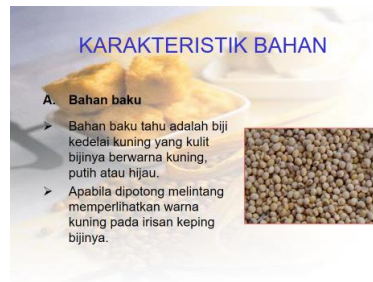 KARAKTERISTIK BAHAN
A. Bahan baku
➢ Bahan baku tahu adalah biji
kedelai kuning yang kulit
bijinya berwarna kuning,
putih atau hijau.
➢ Apabila dipotong melintang
memperlihatkan warna
kuning pada irisan keping
bijinya.